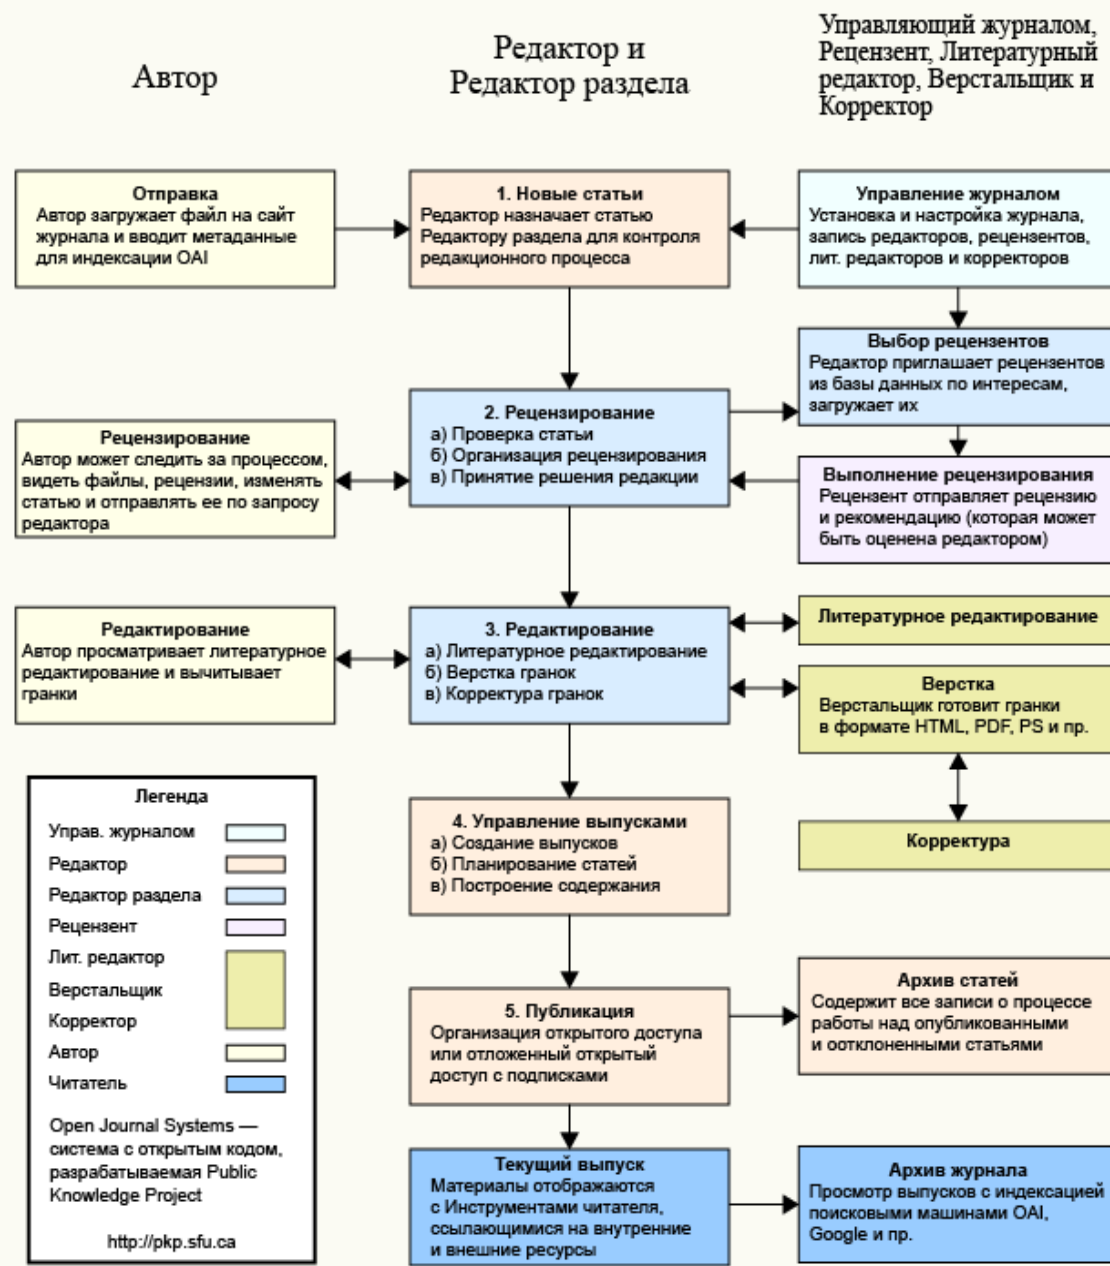 Автор
Редактор и
Редактор раздела
Управляющий журналом,
Рецензент, Литературный
редактор, Верстальщик и
Корректор
Отправка
Автор загружает файл на сайт
журнала и вводит метаданные
для индексации OAI
1. Новые статьи
Редактор назначает статью
Редактору раздела для контроля
редакционного процесса
Управление журналом
Установка и настройка журнала,
запись редакторов, рецензентов,
лит. редакторов и корректоров
Выбор рецензентов
Редактор приглашает рецензентов
из базы данных по интересам,
загружает их
Рецензирование
Автор может следить за процессом,
видеть файлы, рецензии, изменять
статью и отправлять ее по запросу
редактора
2. Рецензирование
а) Проверка статьи
б) Организация рецензирования
в) Принятие решения редакции
Выполнение рецензирования
Рецензент отправляет рецензию
и рекомендацию (которая может
быть оценена редактором)
Редактирование
Автор просматривает литературное
редактирование и вычитывает
гранки
3. Редактирование
а) Литературное редактирование
б) Верстка гранок
в) Корректура гранок
Литературное редактирование
Верстка
Верстальщик готовит гранки
в формате HTML, PDF, PS и пр.
Корректура
4. Управление выпусками
а) Создание выпусков
б) Планирование статей
в) Построение содержания
5. Публикация
Организация открытого доступа
или отложенный открытый
доступ с подписками
Архив статей
Содержит все записи о процессе
работы над опубликованными
и оотклоненными статьями
Текущий выпуск
Материалы отображаются
с Инструментами читателя,
ссылающимися на внутренние
и внешние ресурсы
Архив журнала
Просмотр выпусков с индексацией
поисковыми машинами OAI,
Google и пр.
Легенда
Управ. журналом
Редактор
Редактор раздела
Рецензент
Лит. редактор
Верстальщик
Корректор
Автор
Читатель
Open Journal Systems —
система с открытым кодом,
разрабатываемая Public
Knowledge Project
http://pkp.sfu.ca